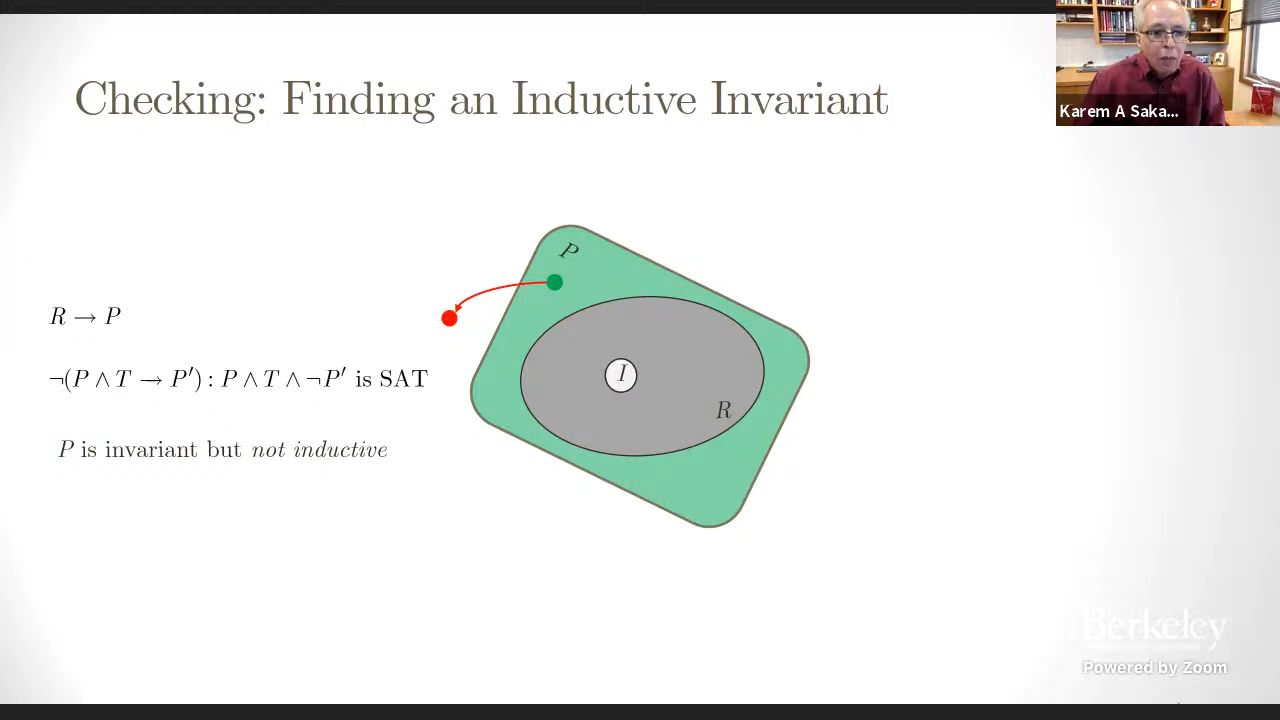 Checking: Finding an Inductive Invariant
Karem A Saka...
P
R → P
¬(P ∧ T → P′) : P ∧ T ∧ ¬P′ is SAT
I
R
P is invariant but not inductive
Berkeley
Powered by Zoom